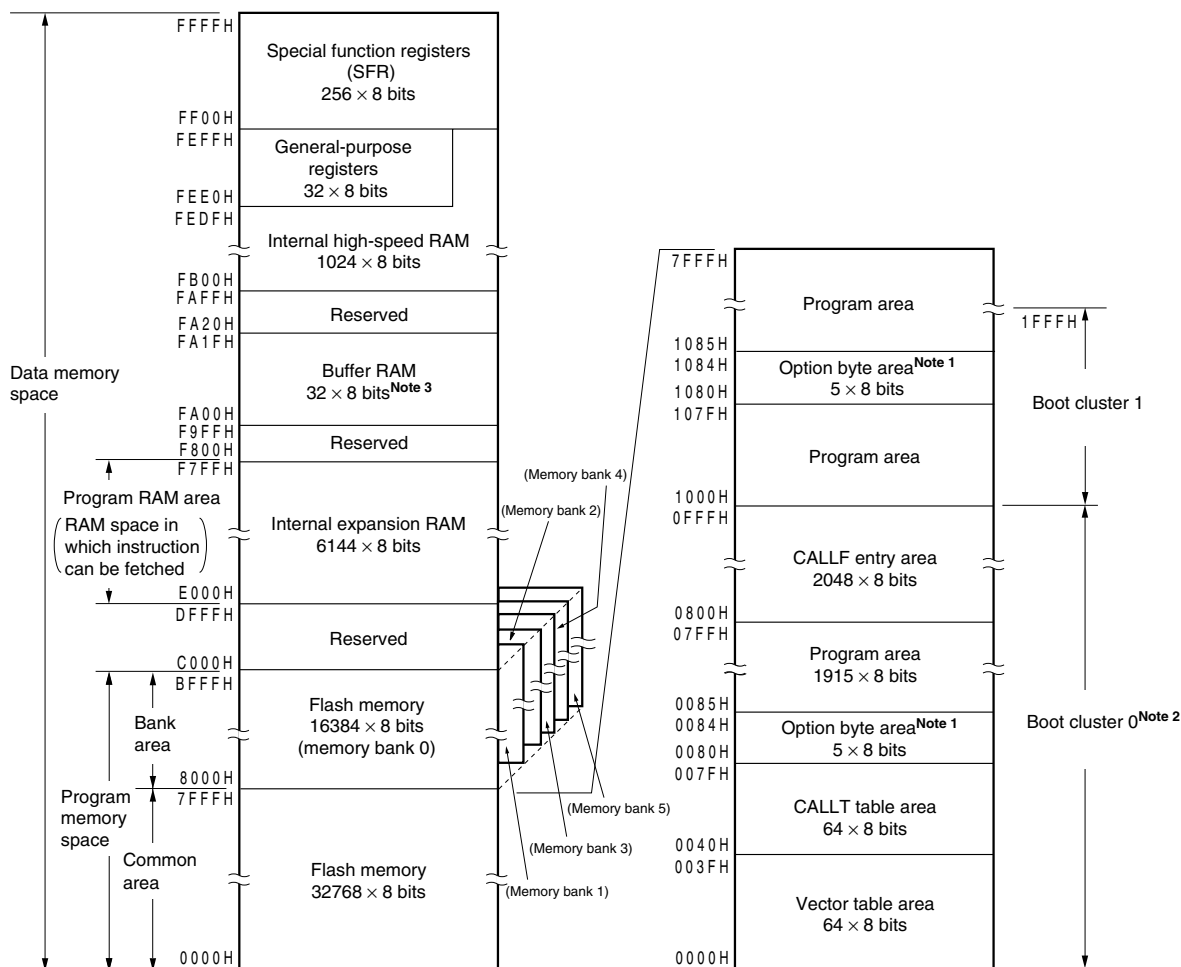 FFFFH
Special function registers
(SFR)
256 × 8 bits
FF00H
FEFFH
General-purpose
registers
32 × 8 bits
FEE0H
FEDFH
Internal high-speed RAM
1024 × 8 bits
FB00H
FAFFH
Reserved
FA20H
FA1FH
Buffer RAM
32 × 8 bitsNote 3
FA00H
F9FFH
Reserved
F800H
F7FFH
Internal expansion RAM
6144 × 8 bits
E000H
DFFFH
Reserved
C000H
BFFFH
Flash memory
16384 × 8 bits
(memory bank 0)
8000H
7FFFH
Flash memory
32768 × 8 bits
0000H
Data memory
space
Program RAM area
(RAM space in
which instruction
can be fetched)
Bank
area
Program
memory
space
Common
area
(Memory bank 4)
(Memory bank 2)
(Memory bank 5)
(Memory bank 3)
(Memory bank 1)
7FFFH
Program area
1FFFH
1085H
1084H
Option byte areaNote 1
5 × 8 bits
1080H
107FH
Boot cluster 1
Program area
1000H
0FFFH
CALLF entry area
2048 × 8 bits
0800H
07FFH
Program area
1915 × 8 bits
0085H
0084H
Option byte areaNote 1
5 × 8 bits
0080H
007FH
Boot cluster 0Note 2
CALLT table area
64 × 8 bits
0040H
003FH
Vector table area
64 × 8 bits
0000H